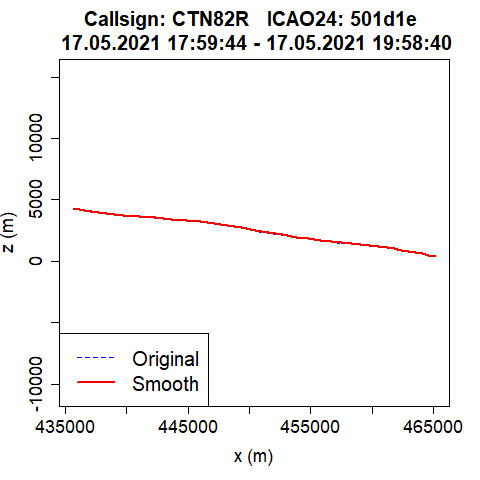 Callsign: CTN82R   ICAO24: 501d1e
17.05.2021 17:59:44 - 17.05.2021 19:58:40
z (m)
10000
5000
0
-10000
Original
Smooth
435000
445000
455000
465000
x (m)